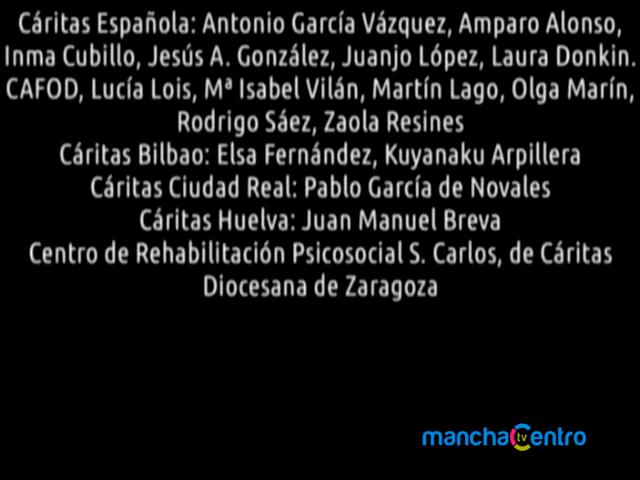 Cáritas Española: Antonio García Vázquez, Amparo Alonso,
Inma Cubillo, Jesús A. González, Juanjo López, Laura Donkin.
CAFOD, Lucía Lois, Mª Isabel Vilán, Martín Lago, Olga Marín,
Rodrigo Sáez, Zaola Resines
Cáritas Bilbao: Elsa Fernández, Kuyanaku Arpillera
Cáritas Ciudad Real: Pablo García de Novales
Cáritas Huelva: Juan Manuel Breva
Centro de Rehabilitación Psicosocial S. Carlos, de Cáritas
Diocesana de Zaragoza
manchaCentro tv